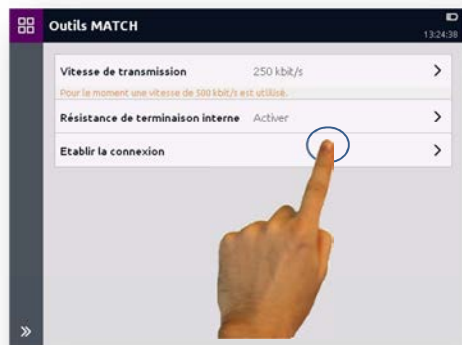 Outils MATCH
13:24:38
Vitesse de transmission 250 kbit/s
Pour le moment une vitesse de 500 kbit/s est utilisé.
Résistance de terminaison interne Activer
Etablir la connexion